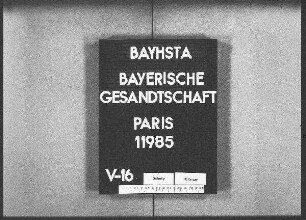 BAYHSTA
BAYERISCHE
GESANDTSCHAFT
PARIS
11985
V-16